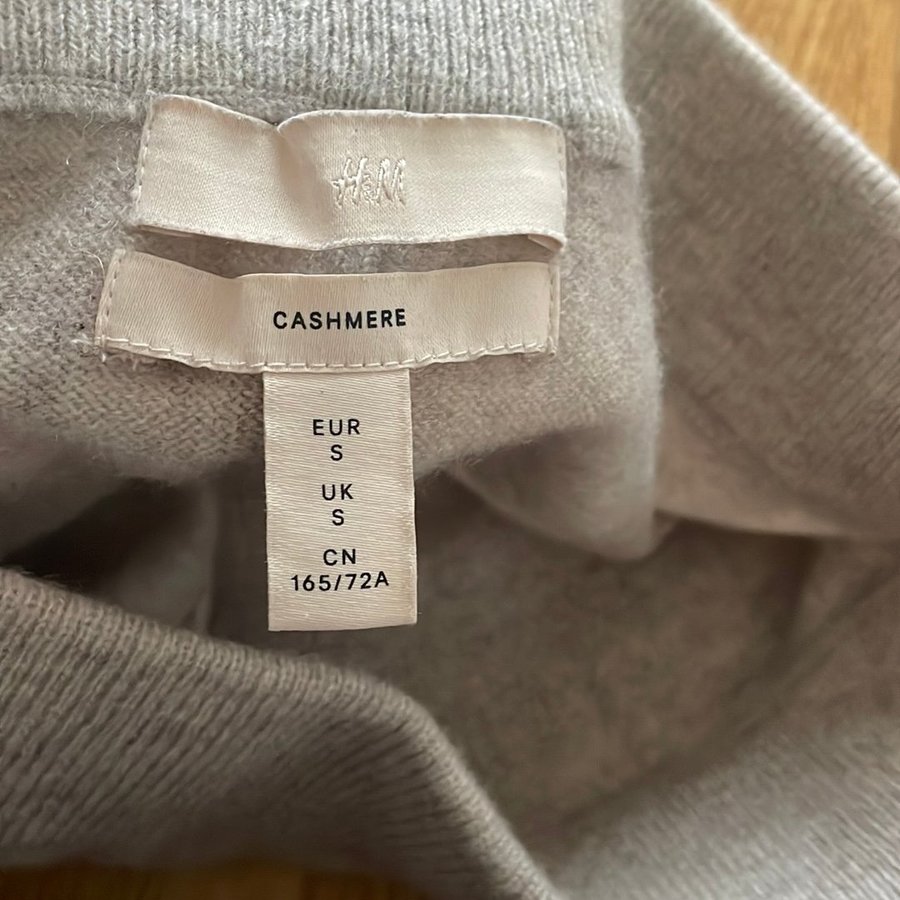 H&M
CASHMERE
EUR
S
UK
S
CN
165/72A